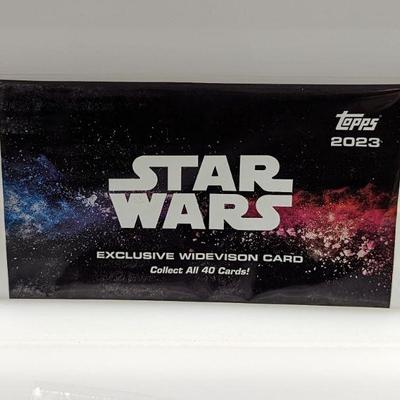 Topps
2023
STAR
WARS
EXCLUSIVE WIDEVISON CARD
Collect All 40 Cards!